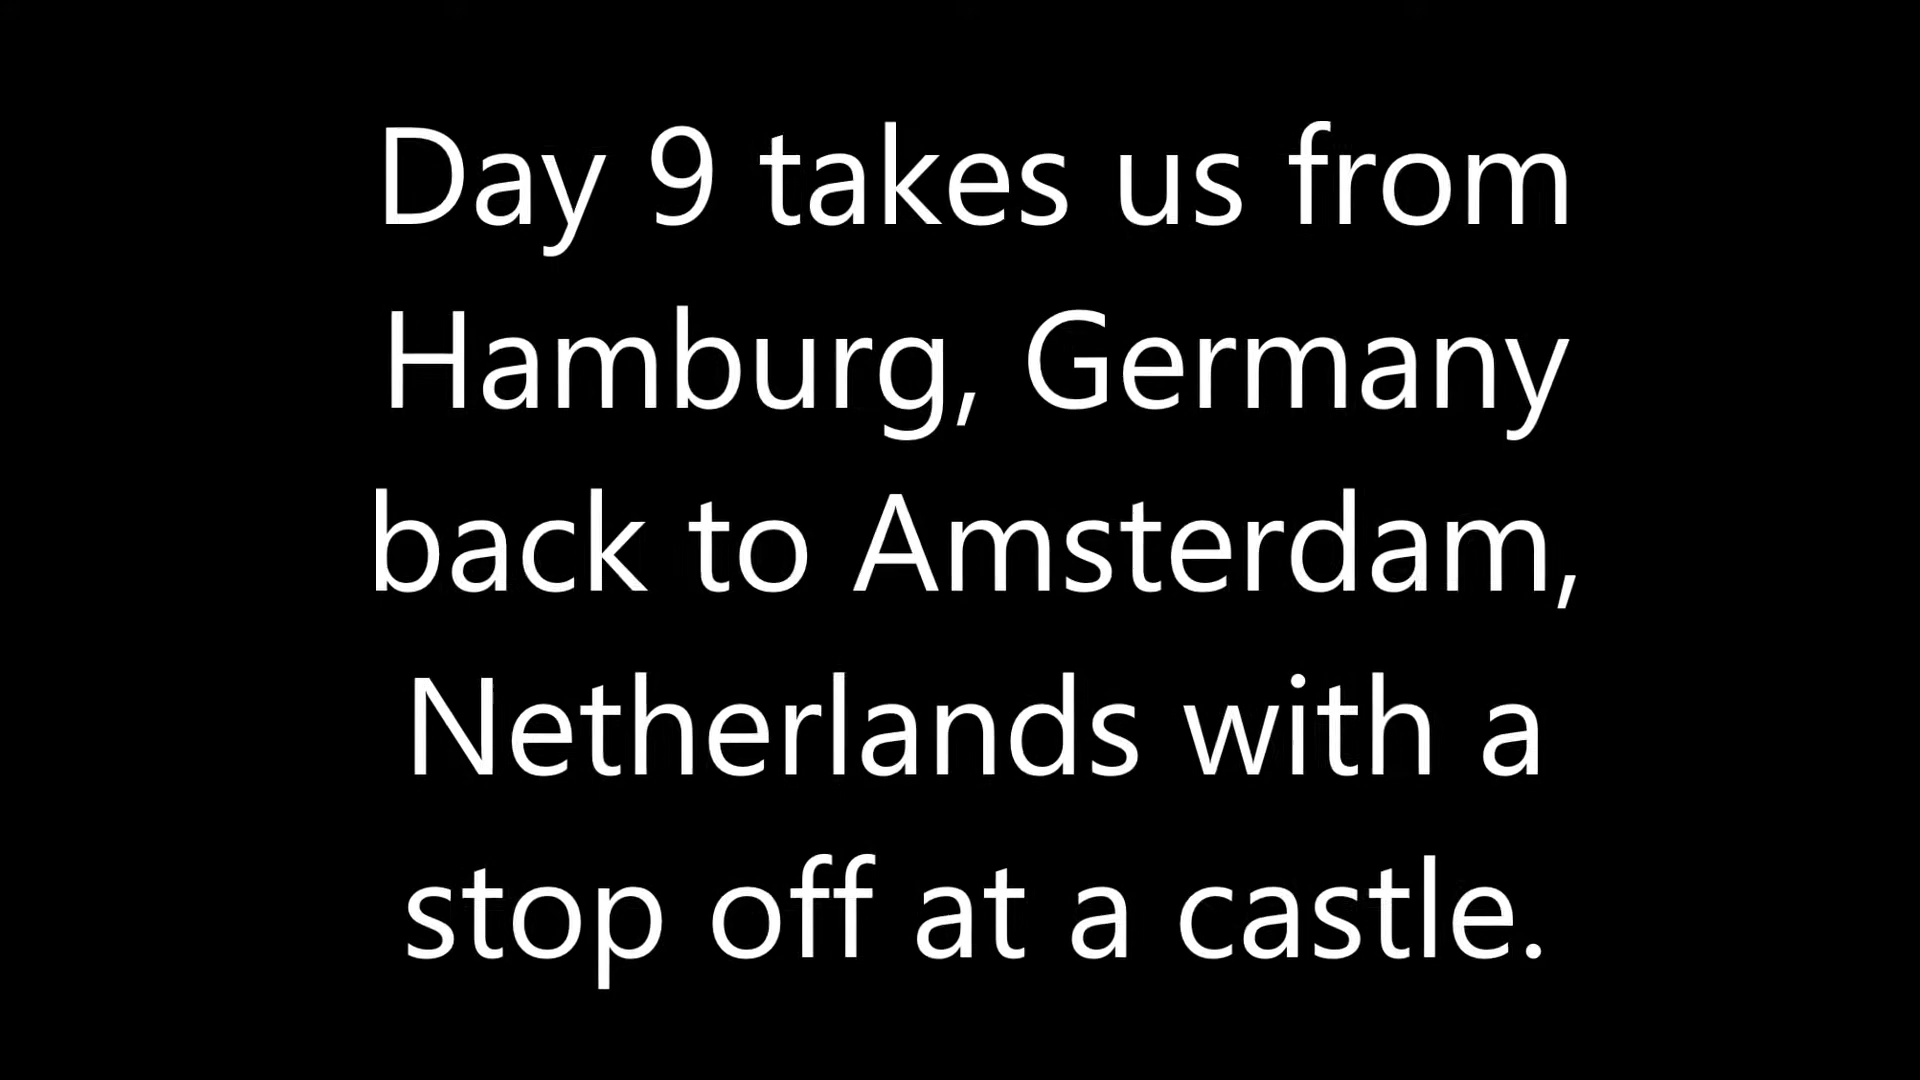 Day 9 takes us from
Hamburg, Germany
back to Amsterdam,
Netherlands with a
stop off at a castle.